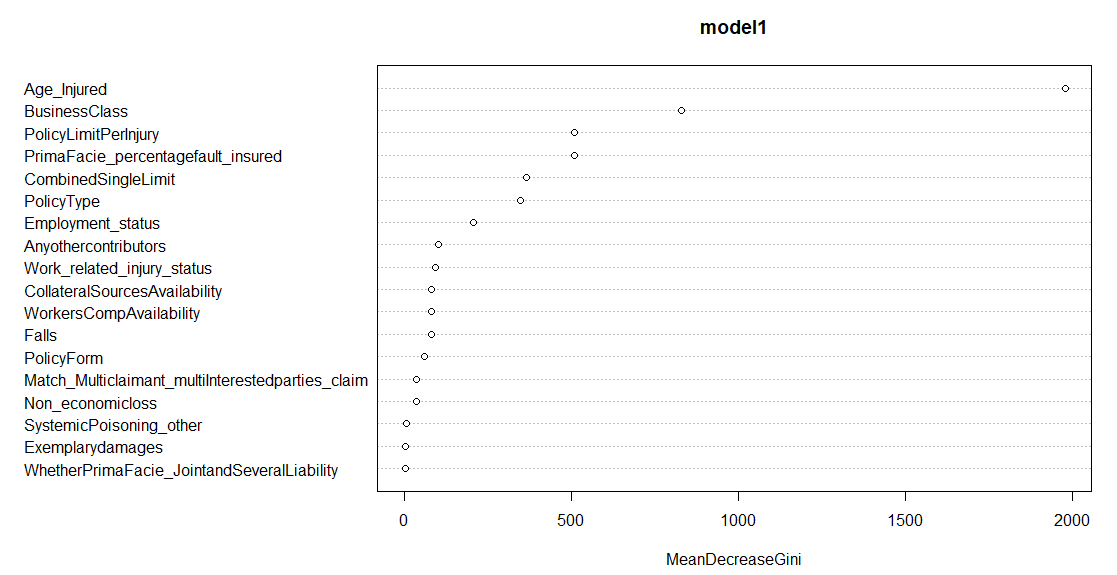 model1
Age_Injured
BusinessClass
PolicyLimitPerInjury
PrimaFacie_percentagefault_insured
CombinedSingleLimit
PolicyType
Employment_status
Anyothercontributors
Work_related_injury_status
CollateralSourcesAvailability
WorkersCompAvailability
Falls
PolicyForm
Match_Multiclaimant_multiInterestedparties_claim
Non_economicloss
SystemicPoisoning_other
Exemplarydamages
WhetherPrimaFacie_JointandSeveralLiability
0 500 1000 1500 2000
MeanDecreaseGini